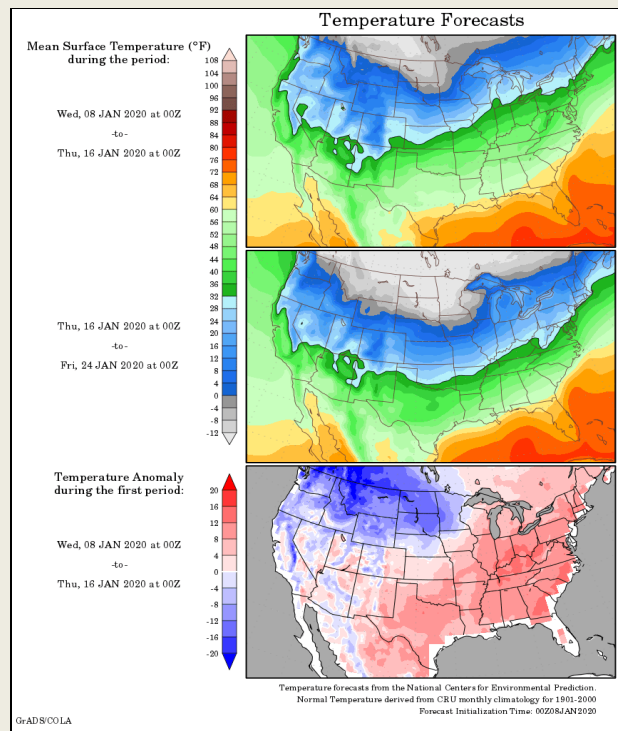 Temperature Forecasts
Mean Surface Temperature (°F)
during the period:
Wed, 08 JAN 2020 at 00Z
-to-
Thu, 16 JAN 2020 at 00Z
108
104
100
96
92
88
84
80
76
72
68
64
60
56
52
48
44
40
36
32
28
24
20
16
12
8
4
0
-4
-8
-12
Thu, 16 JAN 2020 at 00Z
-to-
Fri, 24 JAN 2020 at 00Z
Temperature Anomaly
during the first period:
Wed, 08 JAN 2020 at 00Z
-to-
Thu, 16 JAN 2020 at 00Z
20
16
12
8
4
0
-4
-8
-12
-16
-20
Temperature forecasts from the National Centers for Environmental Prediction.
Normal Temperature derived from CRU monthly climatology for 1901-2000
Forecast Initialization Time: 00Z08JAN2020
GrADS/COLA